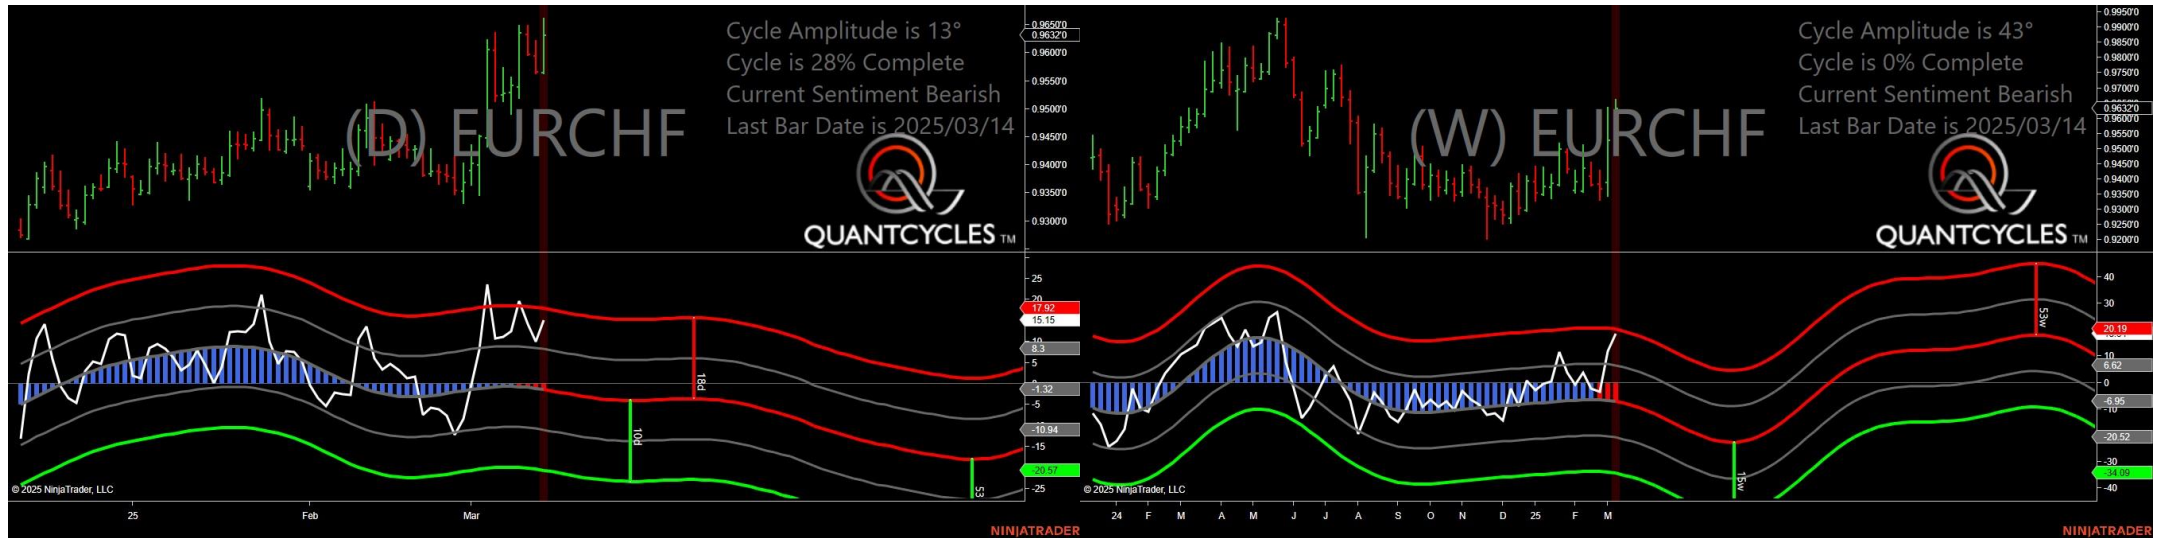 Cycle Amplitude is 13°
Cycle is 28% Complete
Current Sentiment Bearish
Last Bar Date is 2025/03/14
(D) EURCHF
QUANTCYCLES TM
0.9650'0
0.9632'0
0.9600'0
0.9550'0
0.9500'0
0.9450'0
0.9400'0
0.9350'0
0.9300'0
25
20
17.92
15.15
10
8.3
5
-1.32
-5
-10.94
-15
-20.57
-25
18d
10d
53
© 2025 NinjaTrader, LLC
25 Feb Mar
NINJATRADER
Cycle Amplitude is 43°
Cycle is 0% Complete
Current Sentiment Bearish
Last Bar Date is 2025/03/14
(W) EURCHF
QUANTCYCLES TM
0.9950'0
0.9900'0
0.9850'0
0.9800'0
0.9750'0
0.9700'0
0.9632'0
0.9600'0
0.9550'0
0.9500'0
0.9450'0
0.9400'0
0.9350'0
0.9300'0
0.9250'0
0.9200'0
40
30
20.19
10
6.62
0
-6.95
-10
-20.52
-30
-34.09
-40
53w
15w
© 2025 NinjaTrader, LLC
24 F M A M J J A S O N D 25 F M
NINJATRADER